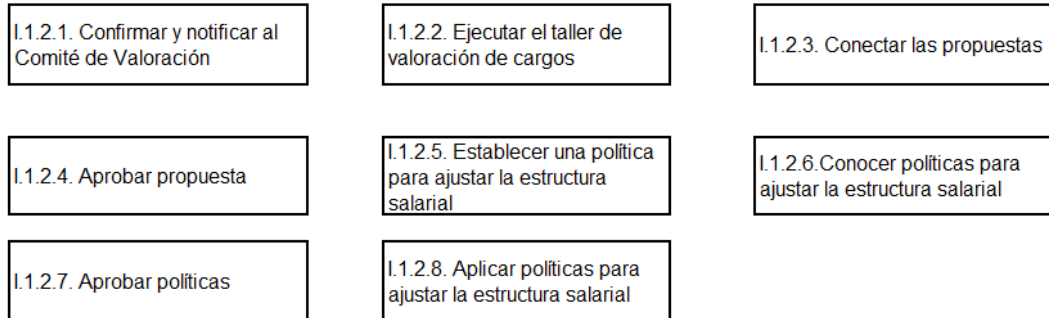 I.1.2.1. Confirmar y notificar al
Comité de Valoración
I.1.2.2. Ejecutar el taller de
valoración de cargos
I.1.2.3. Conectar las propuestas
I.1.2.4. Aprobar propuesta
I.1.2.5. Establecer una política
para ajustar la estructura
salarial
I.1.2.6.Conocer políticas para
ajustar la estructura salarial
I.1.2.7. Aprobar políticas
I.1.2.8. Aplicar políticas para
ajustar la estructura salarial